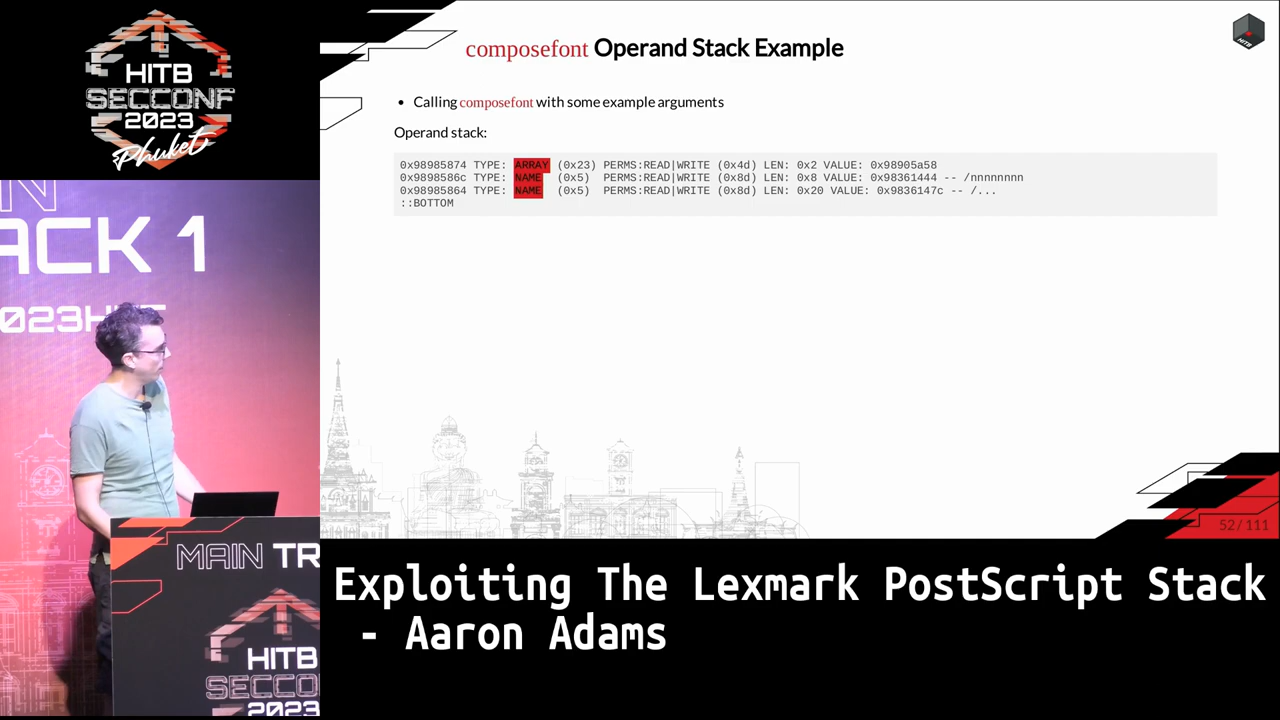 HITB
SECCONF
2023
Phuket
ACK 1
023H
MAIN TR
HITB
SECCO
2023
composefont Operand Stack Example
HITB
• Calling composefont with some example arguments
Operand stack:
0x98985874 TYPE: ARRAY (0x23) PERMS:READ|WRITE (0x4d) LEN: 0x2 VALUE: 0x98905a58
0x9898586c TYPE: NAME (0x5) PERMS:READ|WRITE (0x8d) LEN: 0x8 VALUE: 0x98361444 -- /nnnnnnnn
0x98985864 TYPE: NAME (0x5) PERMS:READ|WRITE (0x8d) LEN: 0x20 VALUE: 0x9836147c -- /...
::BOTTOM
52 / 111
Exploiting The Lexmark PostScript Stack
- Aaron Adams